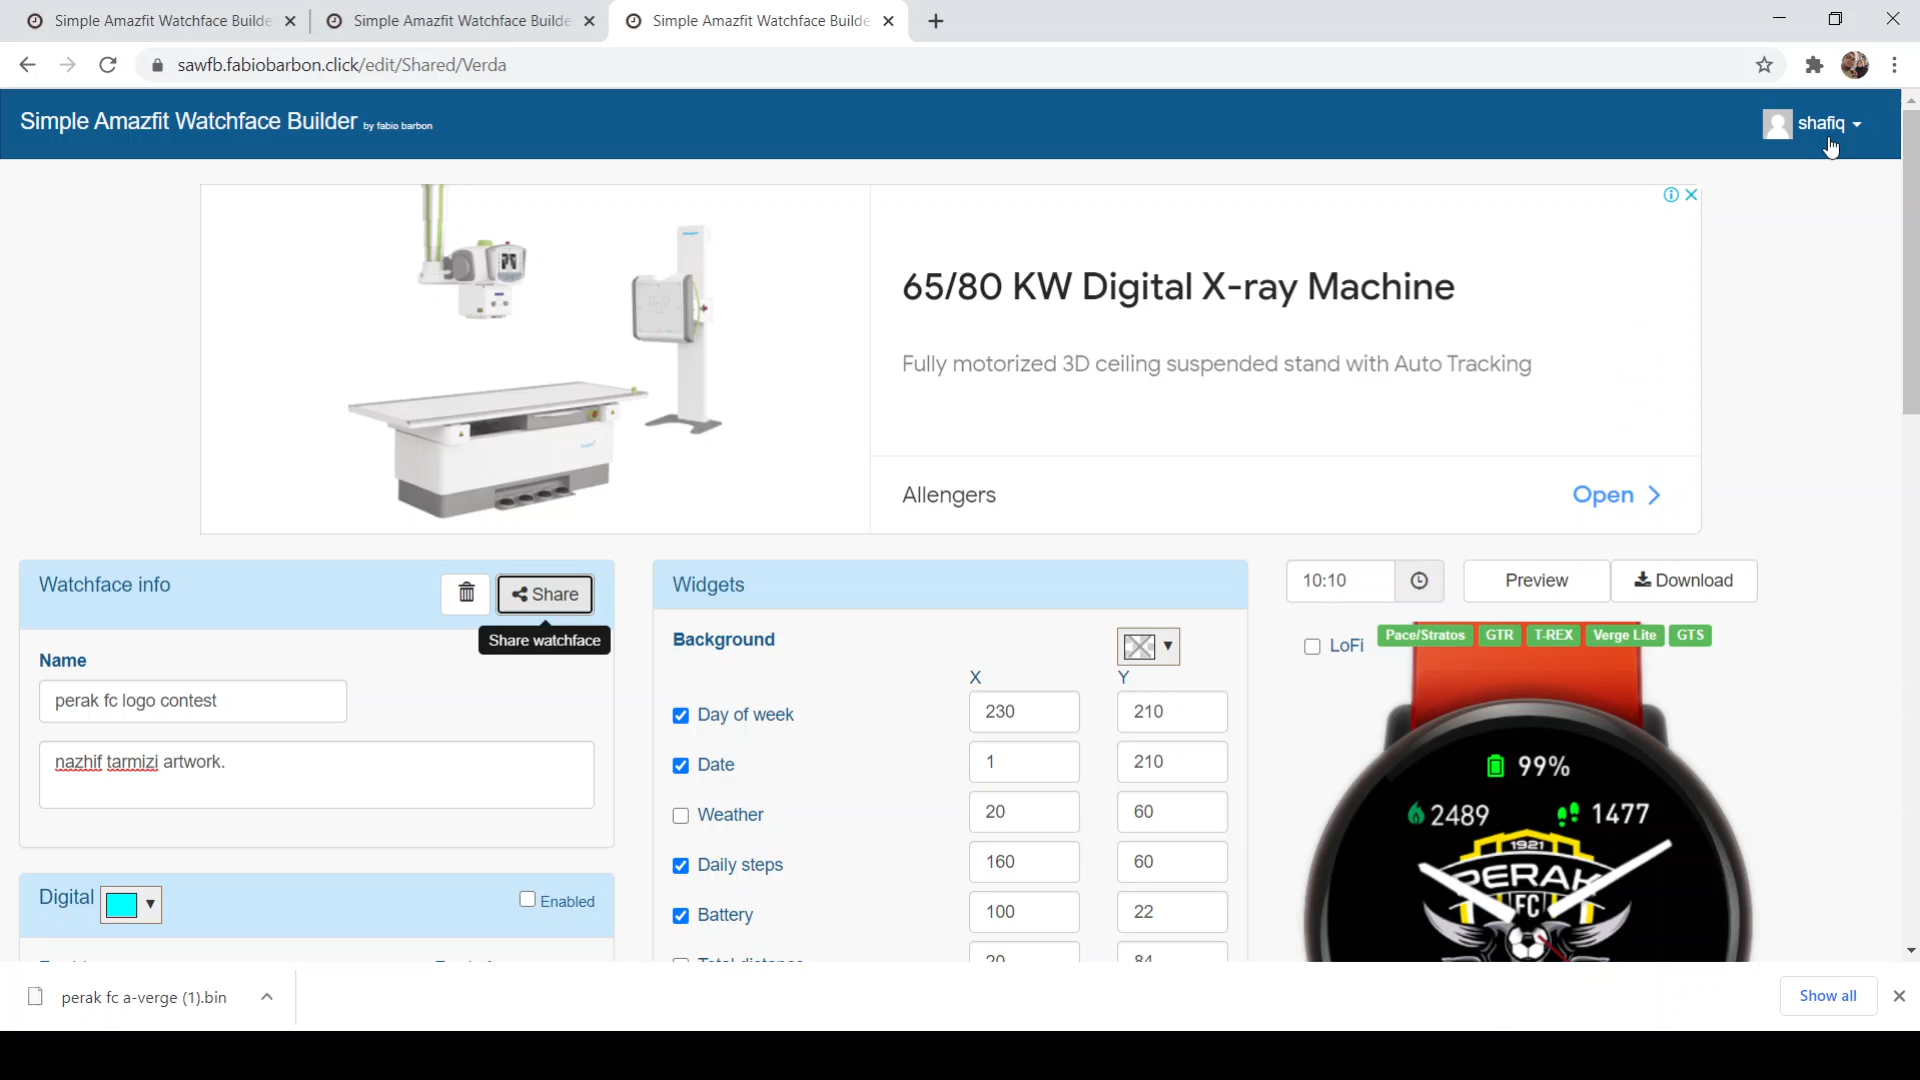 Simple Amazfit Watchface Builde
Simple Amazfit Watchface Builde
Simple Amazfit Watchface Builde
sawfb.fabiobarbon.click/edit/Shared/Verda
Simple Amazfit Watchface Builder by fabio barbon
shafiq
65/80 KW Digital X-ray Machine
Fully motorized 3D ceiling suspended stand with Auto Tracking
Allengers
Open
Watchface info
Share
Share watchface
Name
perak fc logo contest
nazhif tarmizi artwork.
Digital
Enabled
Widgets
Background
X Y
Day of week 230 210
Date 1 210
Weather 20 60
Daily steps 160 60
Battery 100 22
Total distance 20 84
10:10
Preview
Download
LoFi
Pace/Stratos GTR T-REX Verge Lite GTS
99%
2489 1477
1921
PERAK
FC
perak fc a-verge (1).bin
Show all